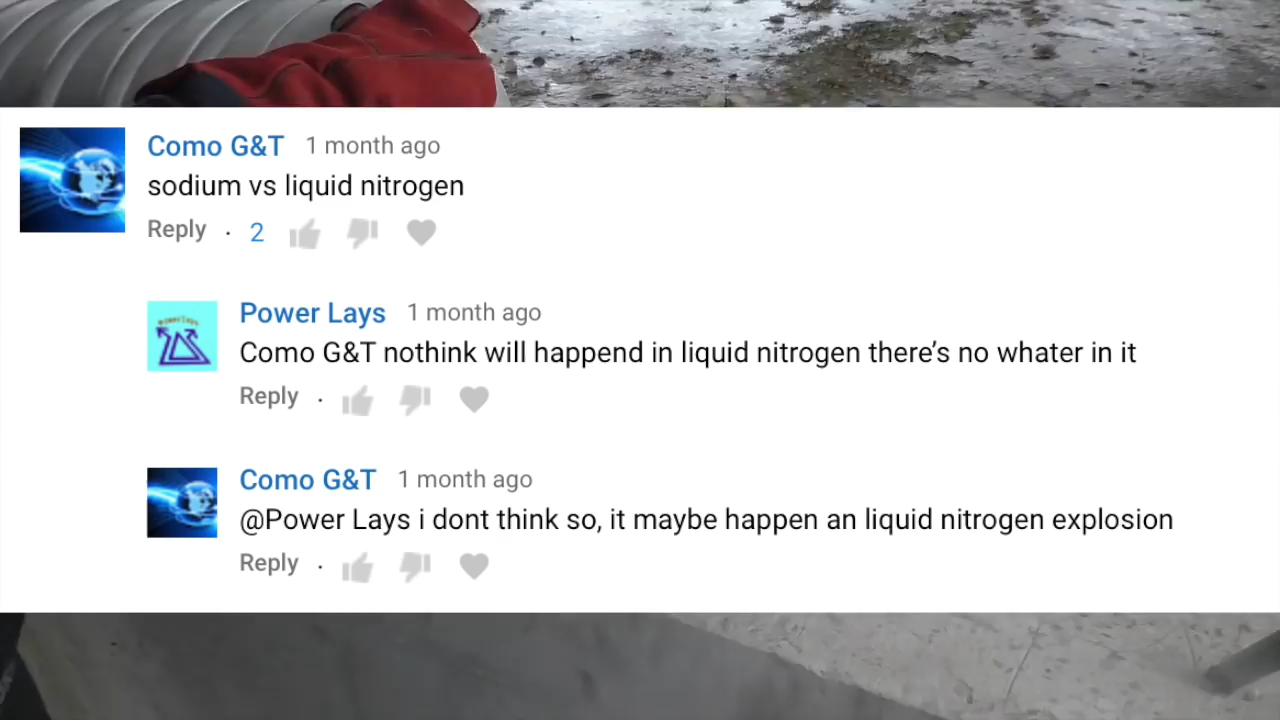 Como G&T 1 month ago
sodium vs liquid nitrogen
Reply · 2
Power Lays 1 month ago
Como G&T nothink will happend in liquid nitrogen there's no whater in it
Reply ·
Como G&T 1 month ago
@Power Lays i dont think so, it maybe happen an liquid nitrogen explosion
Reply ·